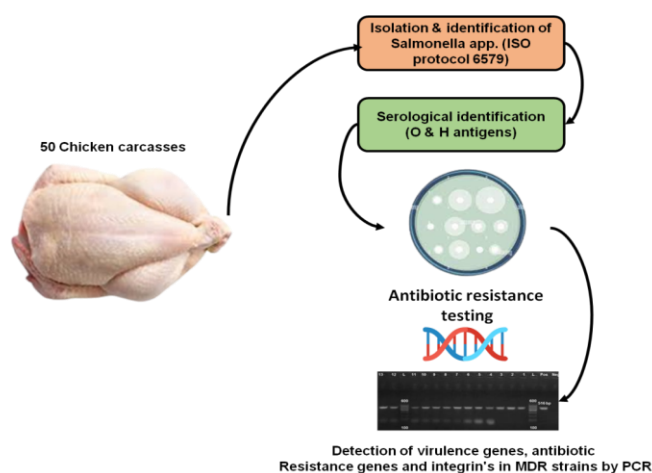 Isolation & identification of
Salmonella app. (ISO
protocol 6579)
Serological identification
(O & H antigens)
50 Chicken carcasses
Antibiotic resistance
testing
Detection of virulence genes, antibiotic
Resistance genes and integrin's in MDR strains by PCR